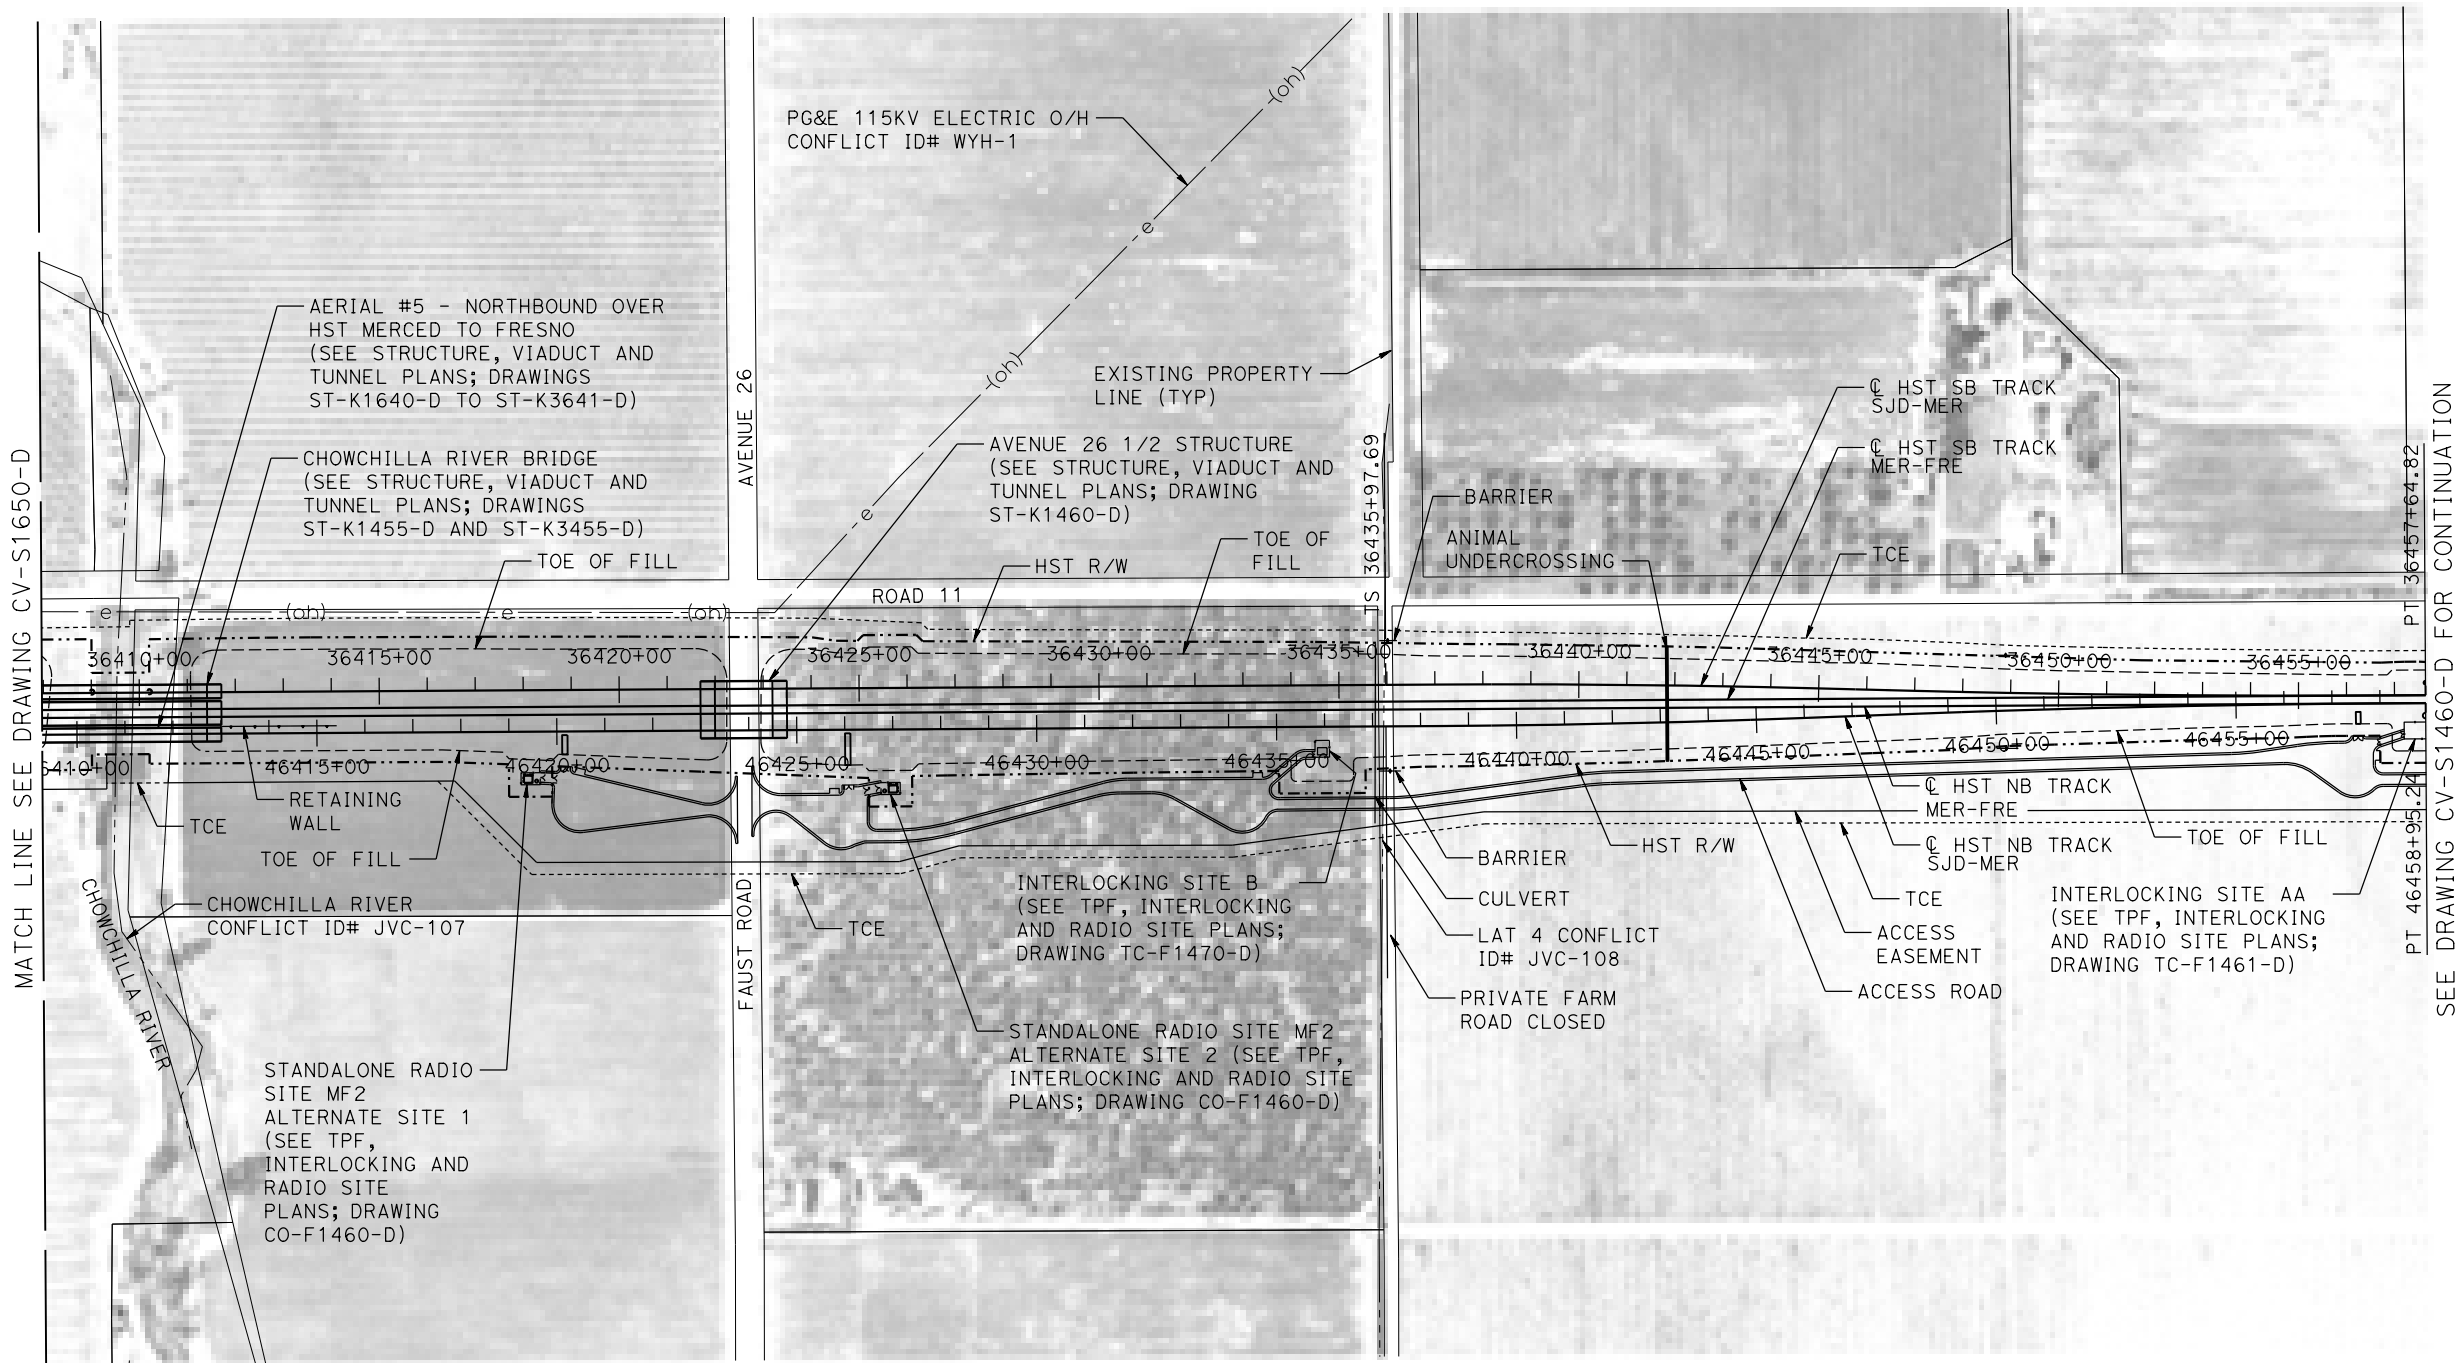 PG&E 115KV ELECTRIC O/H
CONFLICT ID# WYH-1
(oh)
e
(oh)
e
AERIAL #5 - NORTHBOUND OVER
HST MERCED TO FRESNO
(SEE STRUCTURE, VIADUCT AND
TUNNEL PLANS; DRAWINGS
ST-K1640-D TO ST-K3641-D)
CHOWCHILLA RIVER BRIDGE
(SEE STRUCTURE, VIADUCT AND
TUNNEL PLANS; DRAWINGS
ST-K1455-D AND ST-K3455-D)
TOE OF FILL
AVENUE 26
EXISTING PROPERTY
LINE (TYP)
AVENUE 26 1/2 STRUCTURE
(SEE STRUCTURE, VIADUCT AND
TUNNEL PLANS; DRAWING
ST-K1460-D)
TOE OF
FILL
HST R/W
ROAD 11
TS 36435+97.69
BARRIER
ANIMAL
UNDERCROSSING
℄ HST SB TRACK
SJD-MER
℄ HST SB TRACK
MER-FRE
TCE
PT 36457+64.82
MATCH LINE SEE DRAWING CV-S1650-D
SEE DRAWING CV-S1460-D FOR CONTINUATION
e
(oh)
e
(oh)
36410+00
36415+00
36420+00
36425+00
36430+00
36435+00
36440+00
36445+00
36450+00
36455+00
6410+00
46415+00
46420+00
46425+00
46430+00
46435+00
46440+00
46445+00
46450+00
46455+00
RETAINING
WALL
TCE
TOE OF FILL
CHOWCHILLA RIVER
CONFLICT ID# JVC-107
CHOWCHILLA RIVER
FAUST ROAD
TCE
STANDALONE RADIO
SITE MF2
ALTERNATE SITE 1
(SEE TPF,
INTERLOCKING AND
RADIO SITE
PLANS; DRAWING
CO-F1460-D)
INTERLOCKING SITE B
(SEE TPF, INTERLOCKING
AND RADIO SITE PLANS;
DRAWING TC-F1470-D)
STANDALONE RADIO SITE MF2
ALTERNATE SITE 2 (SEE TPF,
INTERLOCKING AND RADIO SITE
PLANS; DRAWING CO-F1460-D)
BARRIER
CULVERT
LAT 4 CONFLICT
ID# JVC-108
PRIVATE FARM
ROAD CLOSED
HST R/W
℄ HST NB TRACK
MER-FRE
℄ HST NB TRACK
SJD-MER
TOE OF FILL
TCE
ACCESS
EASEMENT
ACCESS ROAD
INTERLOCKING SITE AA
(SEE TPF, INTERLOCKING
AND RADIO SITE PLANS;
DRAWING TC-F1461-D)
PT 46458+95.24